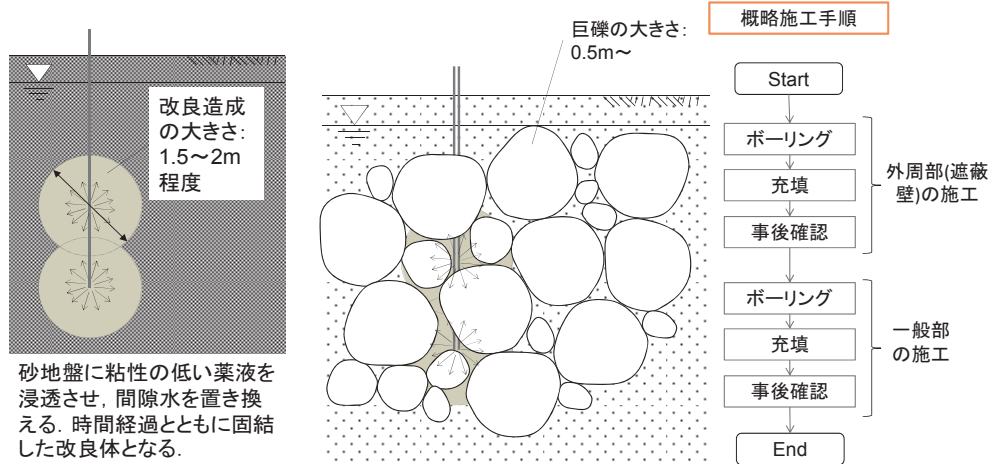 改良造成
の大きさ:
1.5～2m
程度
砂地盤に粘性の低い薬液を
浸透させ，間隙水を置き換
える．時間経過とともに固結
した改良体となる．
巨礫の大きさ:
0.5m～
概略施工手順
Start
ボーリング
充填
事後確認
外周部(遮蔽
壁)の施工
ボーリング
充填
事後確認
一般部
の施工
End